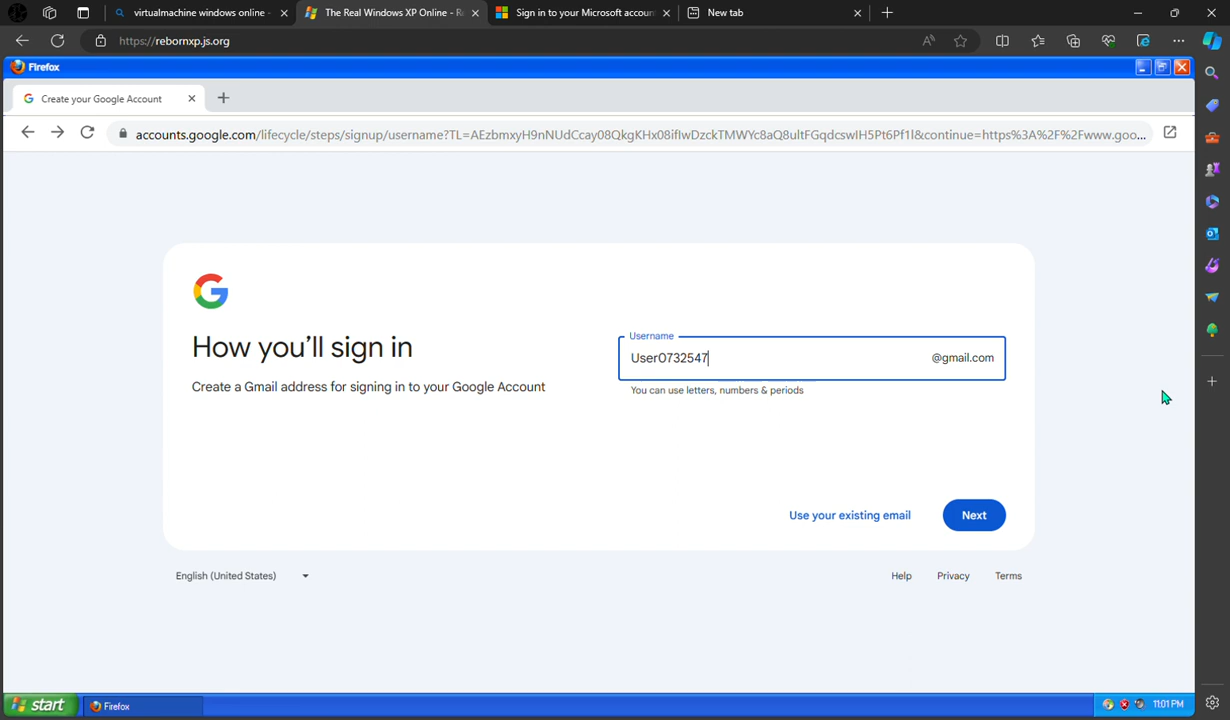 virtualmachine windows online -
The Real Windows XP Online - Re
Sign in to your Microsoft accoun
New tab
https://rebornxp.js.org
Firefox
Create your Google Account
accounts.google.com/lifecycle/steps/signup/username?TL=AEzbmxyH9nNUdCcay08QkgKHx08iflwDzckTMWYc8aQ8ultFGqdcswIH5Pt6Pf1l&continue=https%3A%2F%2Fwww.goo...
How you'll sign in
Create a Gmail address for signing in to your Google Account
Username
User0732547
@gmail.com
You can use letters, numbers & periods
Use your existing email
Next
English (United States)
Help
Privacy
Terms
start
Firefox
11:01 PM